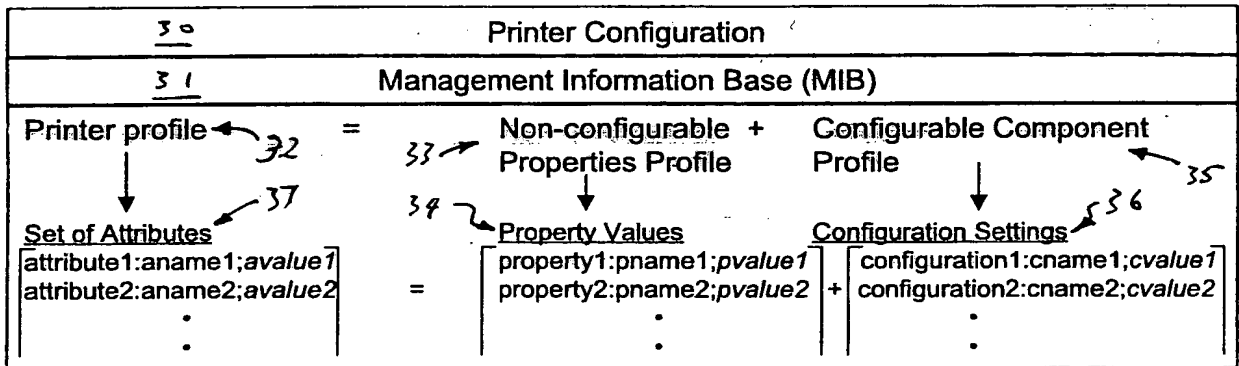 30 Printer Configuration
31 Management Information Base (MIB)
Printer profile = Non-configurable + Configurable Component
32 33 Properties Profile Profile 35
37 34 36
Set of Attributes Property Values Configuration Settings
attribute1:aname1;avalue1 property1:pname1;pvalue1 configuration1:cname1;cvalue1
attribute2:aname2;avalue2 = property2:pname2;pvalue2 + configuration2:cname2;cvalue2